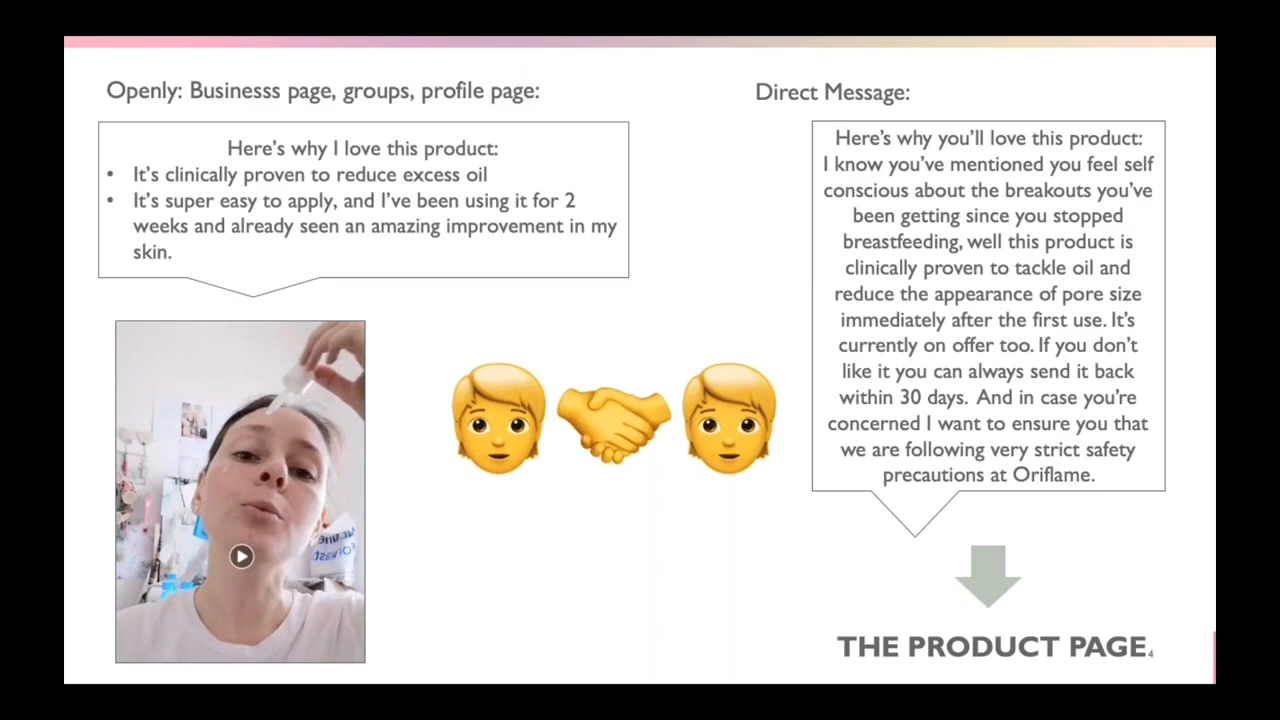 Openly: Businesss page, groups, profile page:
Here's why I love this product:
• It's clinically proven to reduce excess oil
• It's super easy to apply, and I've been using it for 2
weeks and already seen an amazing improvement in my
skin.
Direct Message:
Here's why you'll love this product:
I know you've mentioned you feel self
conscious about the breakouts you've
been getting since you stopped
breastfeeding, well this product is
clinically proven to tackle oil and
reduce the appearance of pore size
immediately after the first use. It's
currently on offer too. If you don't
like it you can always send it back
within 30 days. And in case you're
concerned I want to ensure you that
we are following very strict safety
precautions at Oriflame.
THE PRODUCT PAGE.4